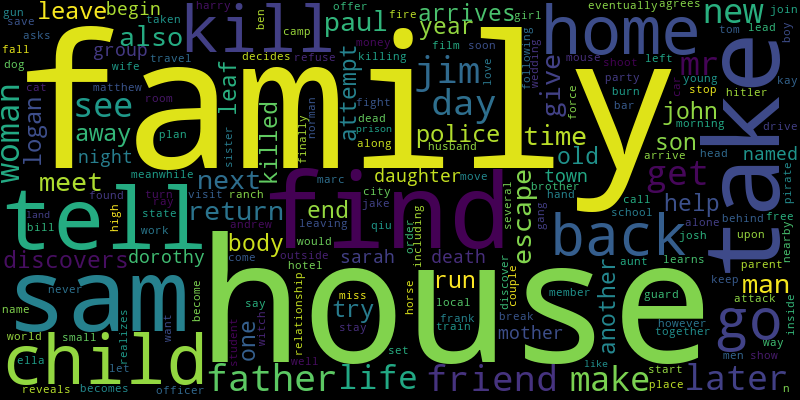 gun
leave
begin
harry
ben
offer
fire
arrives
girl
eventually
agrees
new
join
save
asks
taken
kill
camp
paul
year
home
tom
lead
boy
fall
also
travel
decides
money
refuse
film
soon
mouse
shoot
left
mr
kay
dog
group
wife
family
killing
jim
love
following
wedding
party
young
stop
take
woman
cat
matthew
leaf
attempt
fight
day
give
burn
hitler
logan
see
room
dead
prison
force
bar
john
away
plan
sister
killed
finally
norman
along
police
time
son
morning
drive
night
husband
old
arrive
head
named
meet
meanwhile
next
marc
daughter
move
town
get
pirate
tell
found
turn
visit
ranch
find
city
escape
brother
hand
call
help
free
land
high
ray
state
return
end
jake
several
gang
school
alone
behind
nearby
bill
work
andrew
leaving
qiu
order
including
back
josh
upon
discovers
dorothy
body
would
sarah
death
aunt
learns
parent
never
come
outside
hotel
discover
couple
another
keep
man
sam
become
say
witch
relationship
miss
run
horse
house
member
guard
attack
inside
name
want
one
try
local
frank
train
break
mother
however
together
go
world
small
realizes
student
stay
way
child
well
set
like
men
show
ella
let
father
life
friend
make
start
place
later
reveals
becomes
officer
n